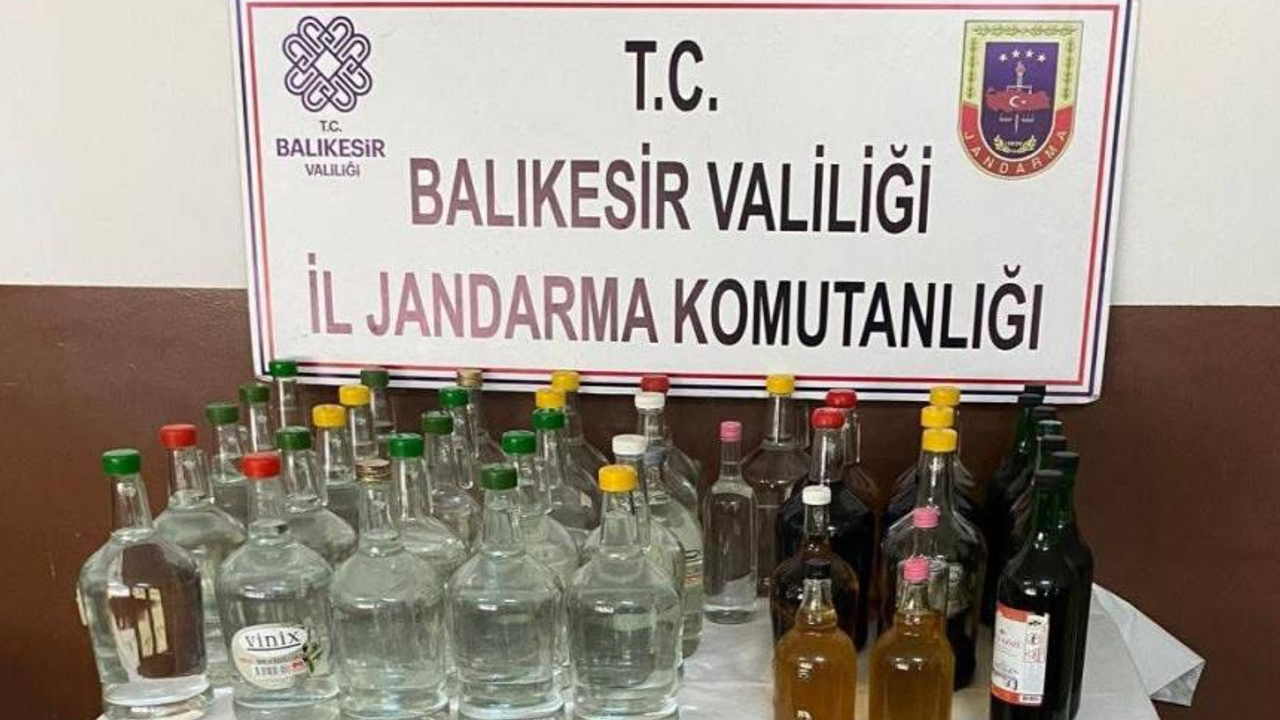 T.C.
BALIKESİR
VALİLİĞİ
T.C.
BALIKESİR VALİLİĞİ
İL JANDARMA KOMUTANLIĞI
JANDARMA
vinix